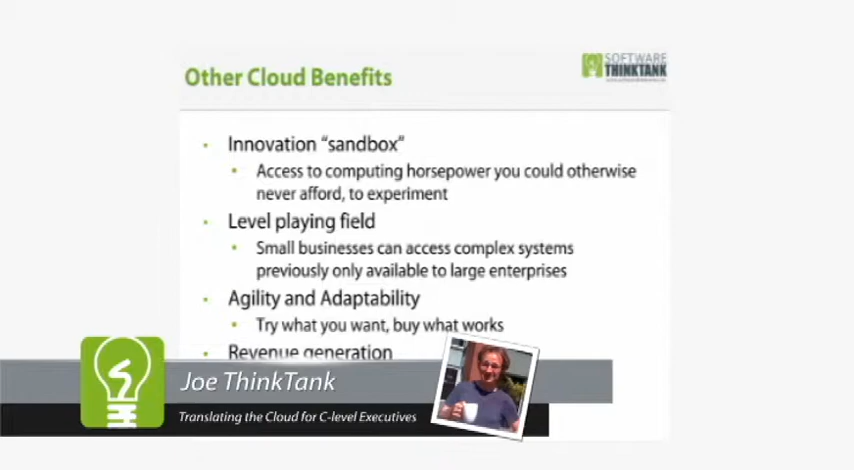 Other Cloud Benefits
SOFTWARE
THINKTANK
Innovation “sandbox”
Access to computing horsepower you could otherwise
never afford, to experiment
Level playing field
Small businesses can access complex systems
previously only available to large enterprises
Agility and Adaptability
Try what you want, buy what works
Revenue generation
Joe ThinkTank
Translating the Cloud for C-level Executives